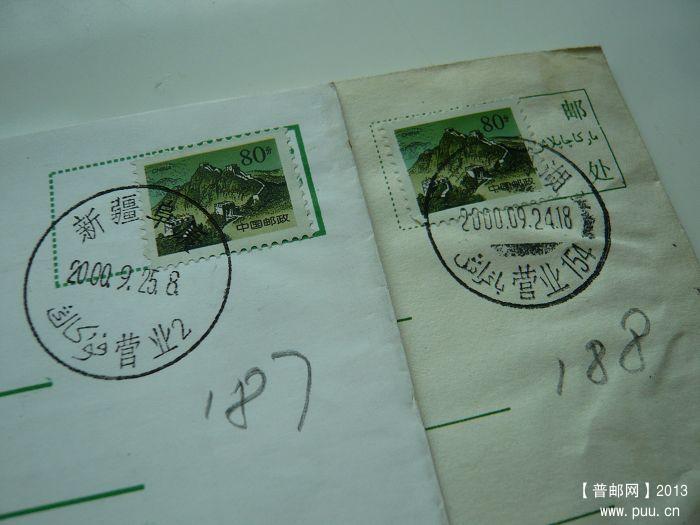 80分
CHINA
中国邮政
新疆
2000.9.25.8
营业2
187
80分
中国邮政
邮
处
湖
2000.09.24.18
营业154
188
【普邮网】2013
www.puu.cn